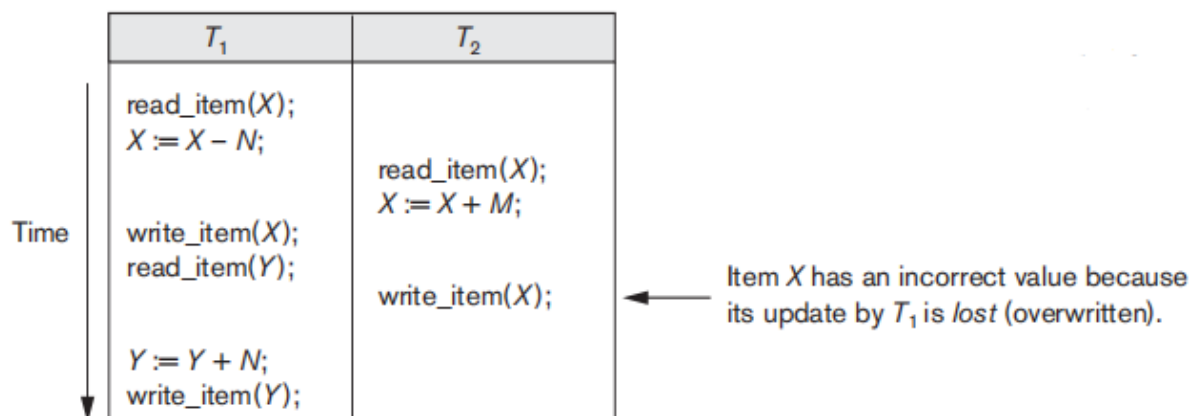 T₁ T₂
read_item(X);
X := X – N;
read_item(X);
X := X + M;
Time
write_item(X);
read_item(Y);
write_item(X);
Item X has an incorrect value because
its update by T₁ is lost (overwritten).
Y := Y + N;
write_item(Y);